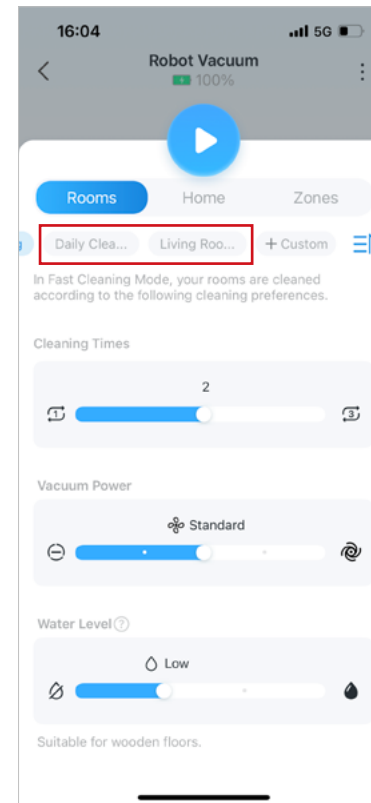 16:04
5G
Robot Vacuum
100%
Rooms
Home
Zones
g
Daily Clea...
Living Roo...
+ Custom
In Fast Cleaning Mode, your rooms are cleaned
according to the following cleaning preferences.
Cleaning Times
2
1
3
Vacuum Power
Standard
Water Level
?
Low
Suitable for wooden floors.